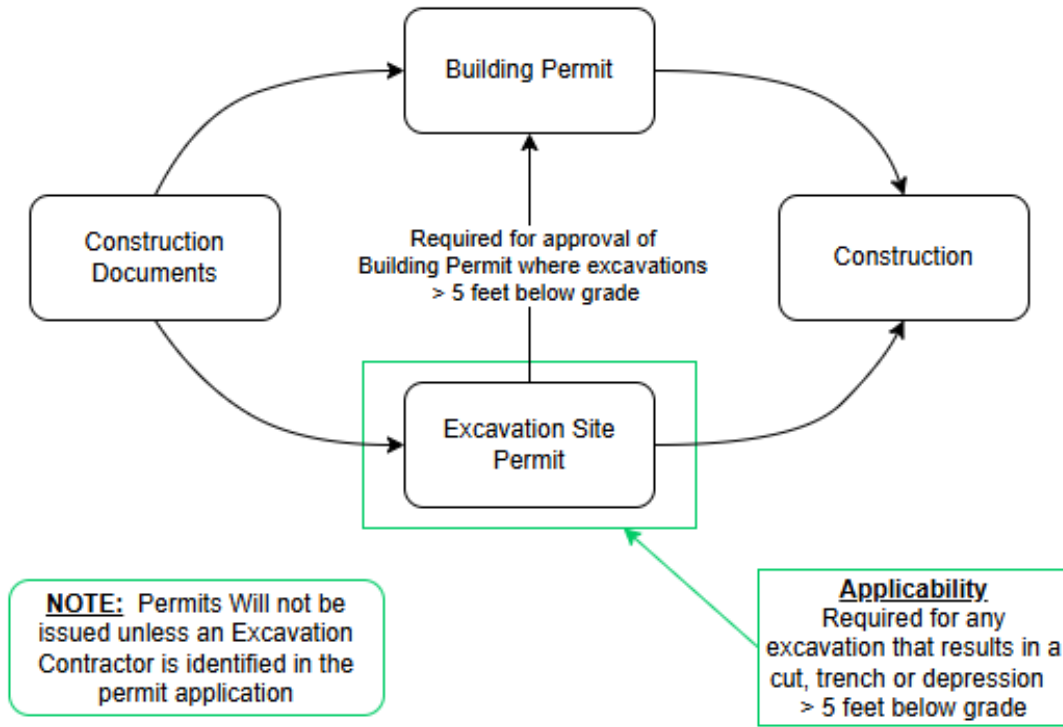 Building Permit
Construction
Documents
Required for approval of
Building Permit where excavations
> 5 feet below grade
Construction
Excavation Site
Permit
NOTE: Permits Will not be
issued unless an Excavation
Contractor is identified in the
permit application
Applicability
Required for any
excavation that results in a
cut, trench or depression
> 5 feet below grade